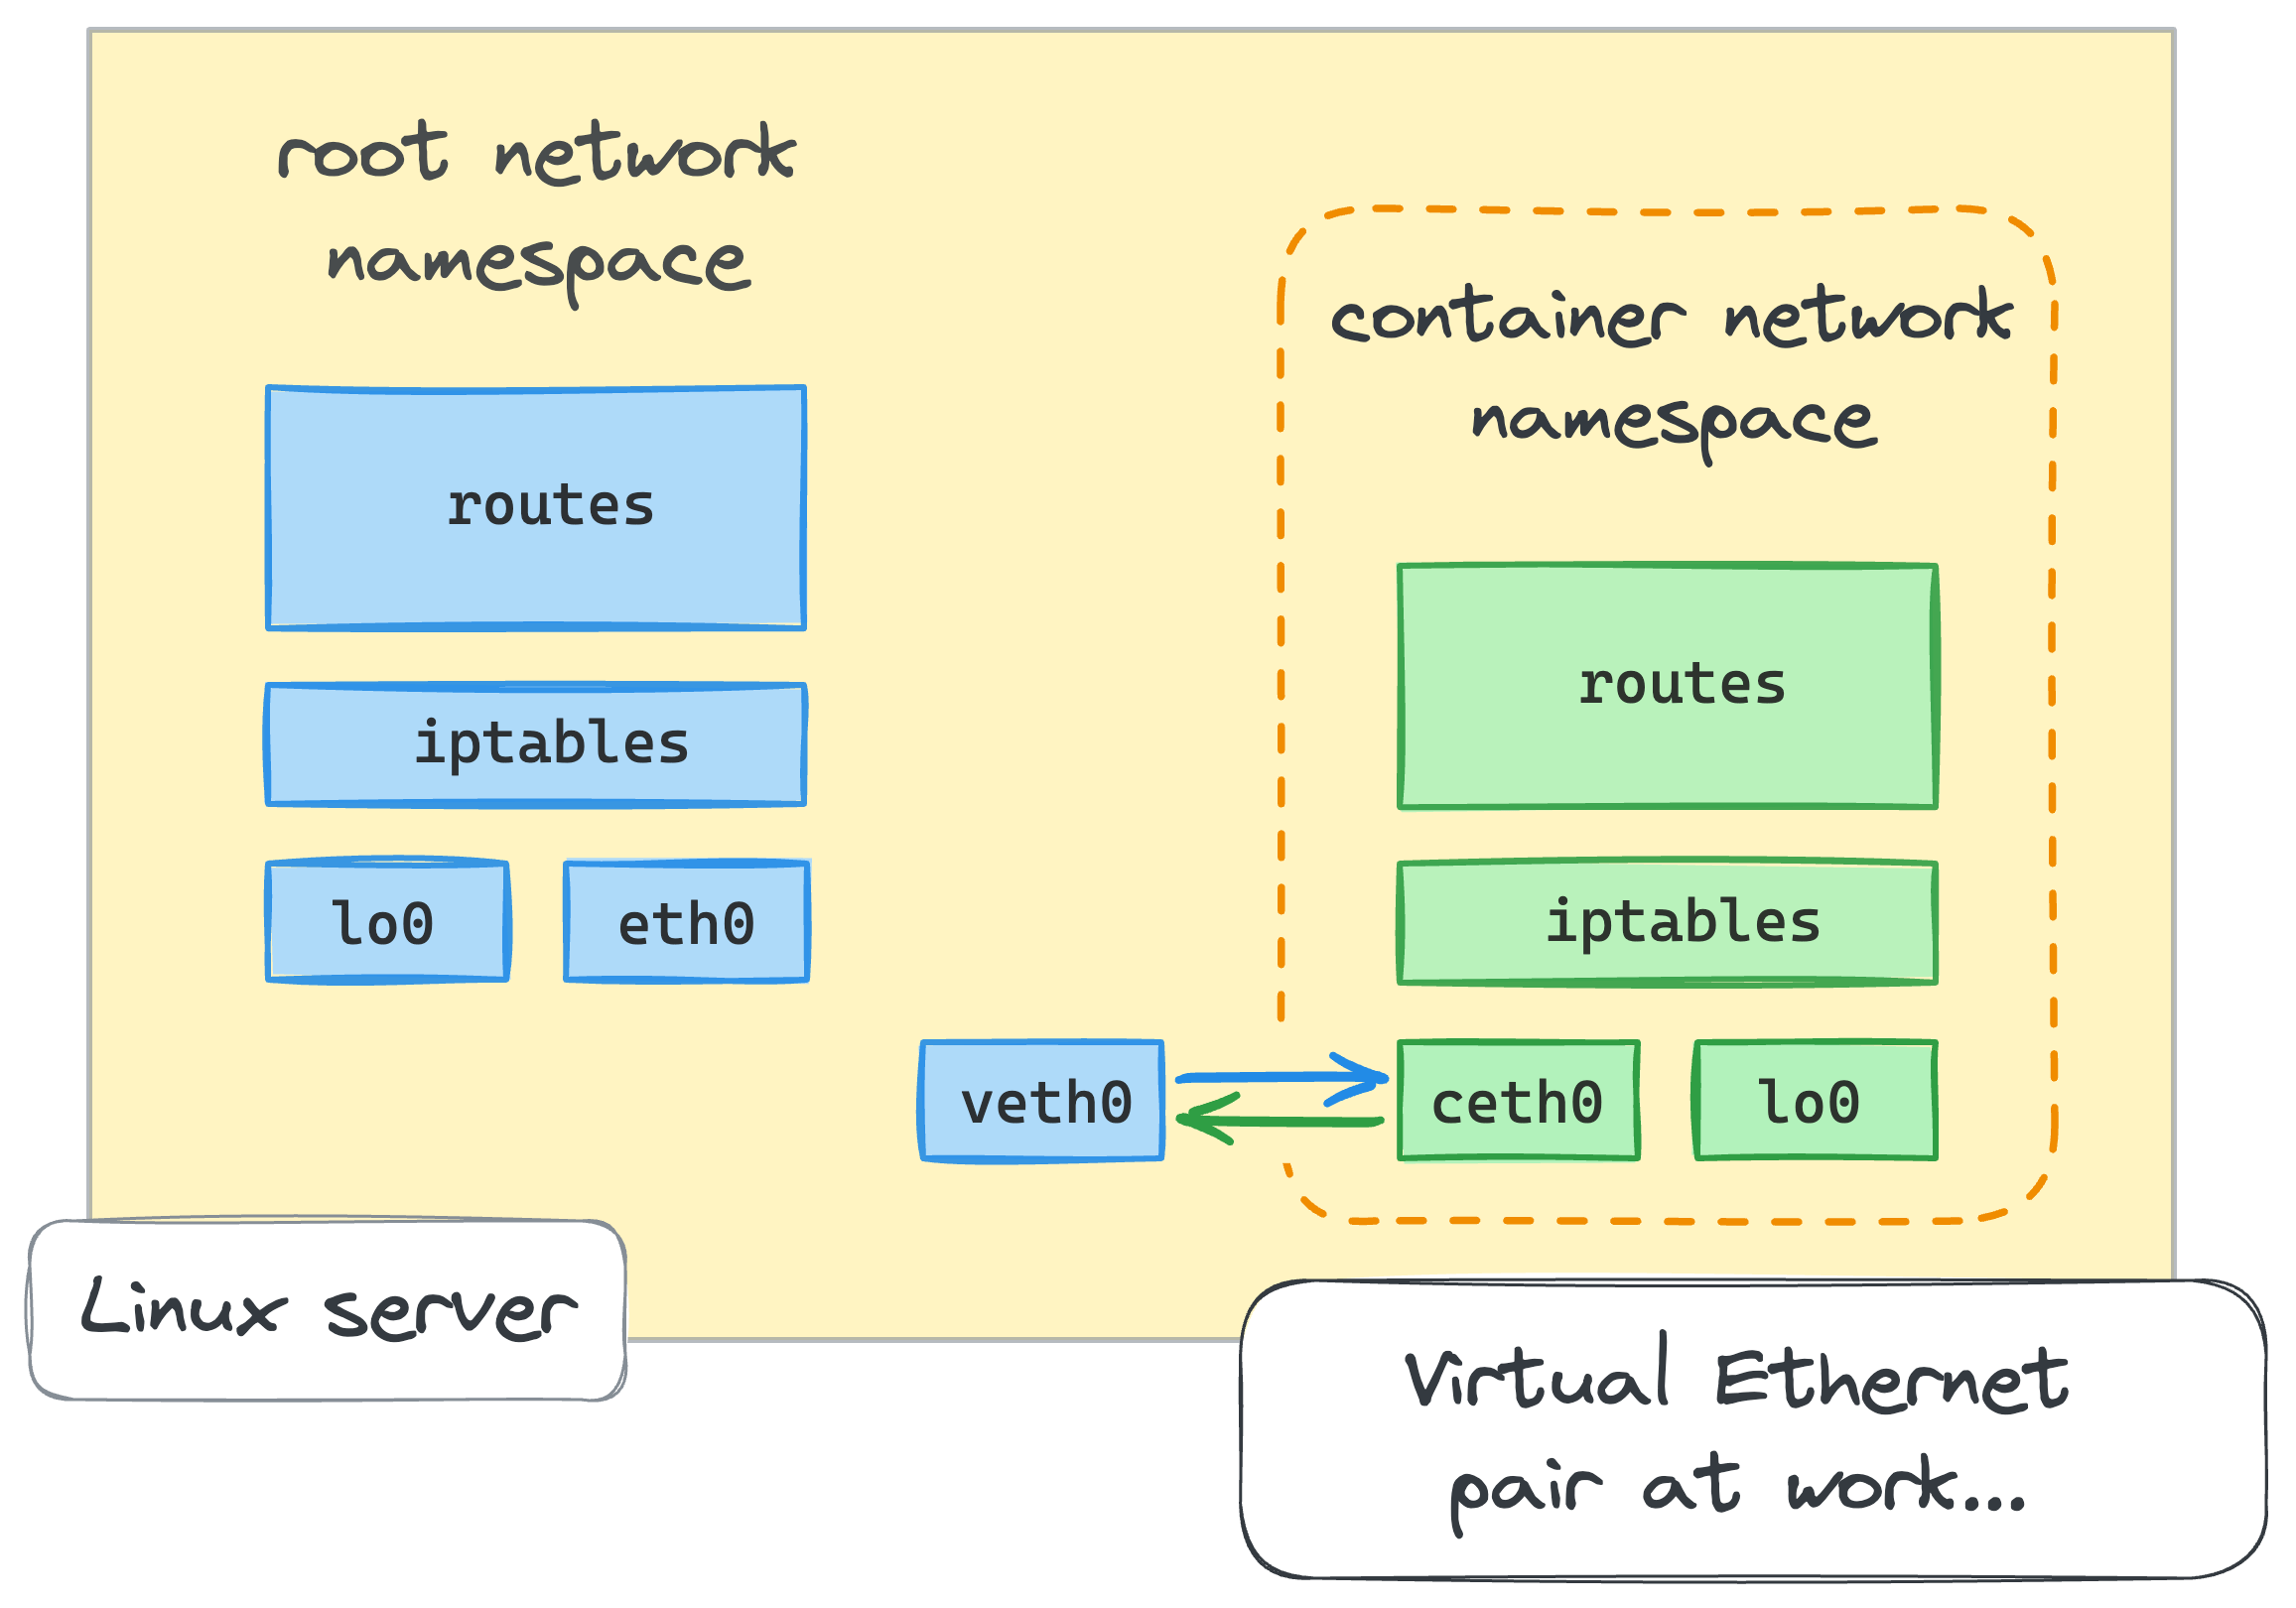 root network
namespace
routes
iptables
lo0
eth0
veth0
container network
namespace
routes
iptables
ceth0
lo0
Linux server
Virtual Ethernet
pair at work...